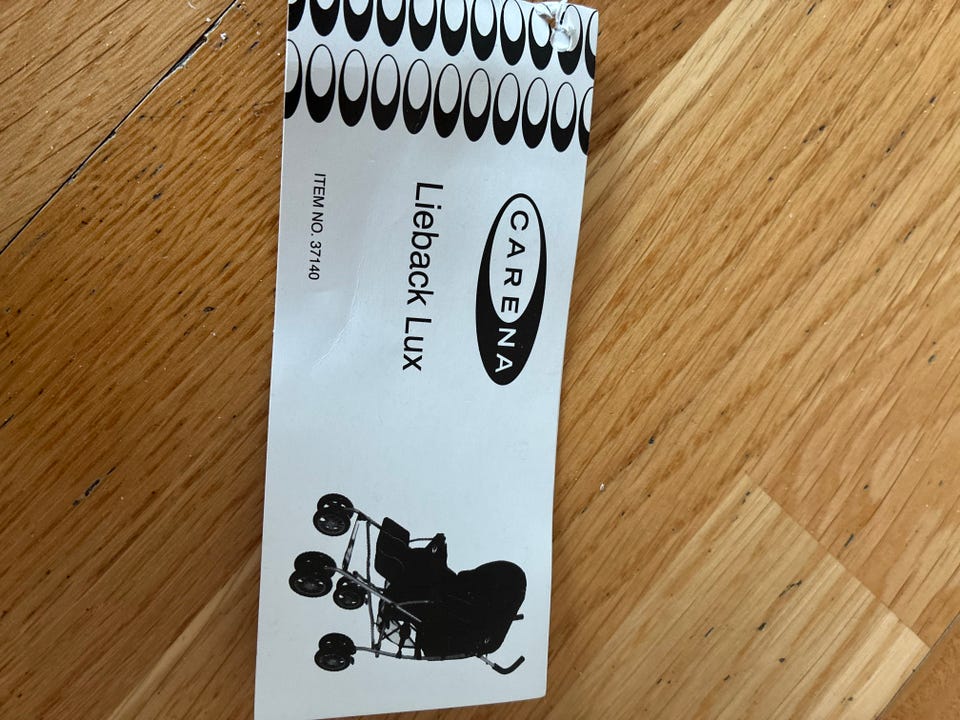 CARENA
Lieback Lux
ITEM NO. 37140